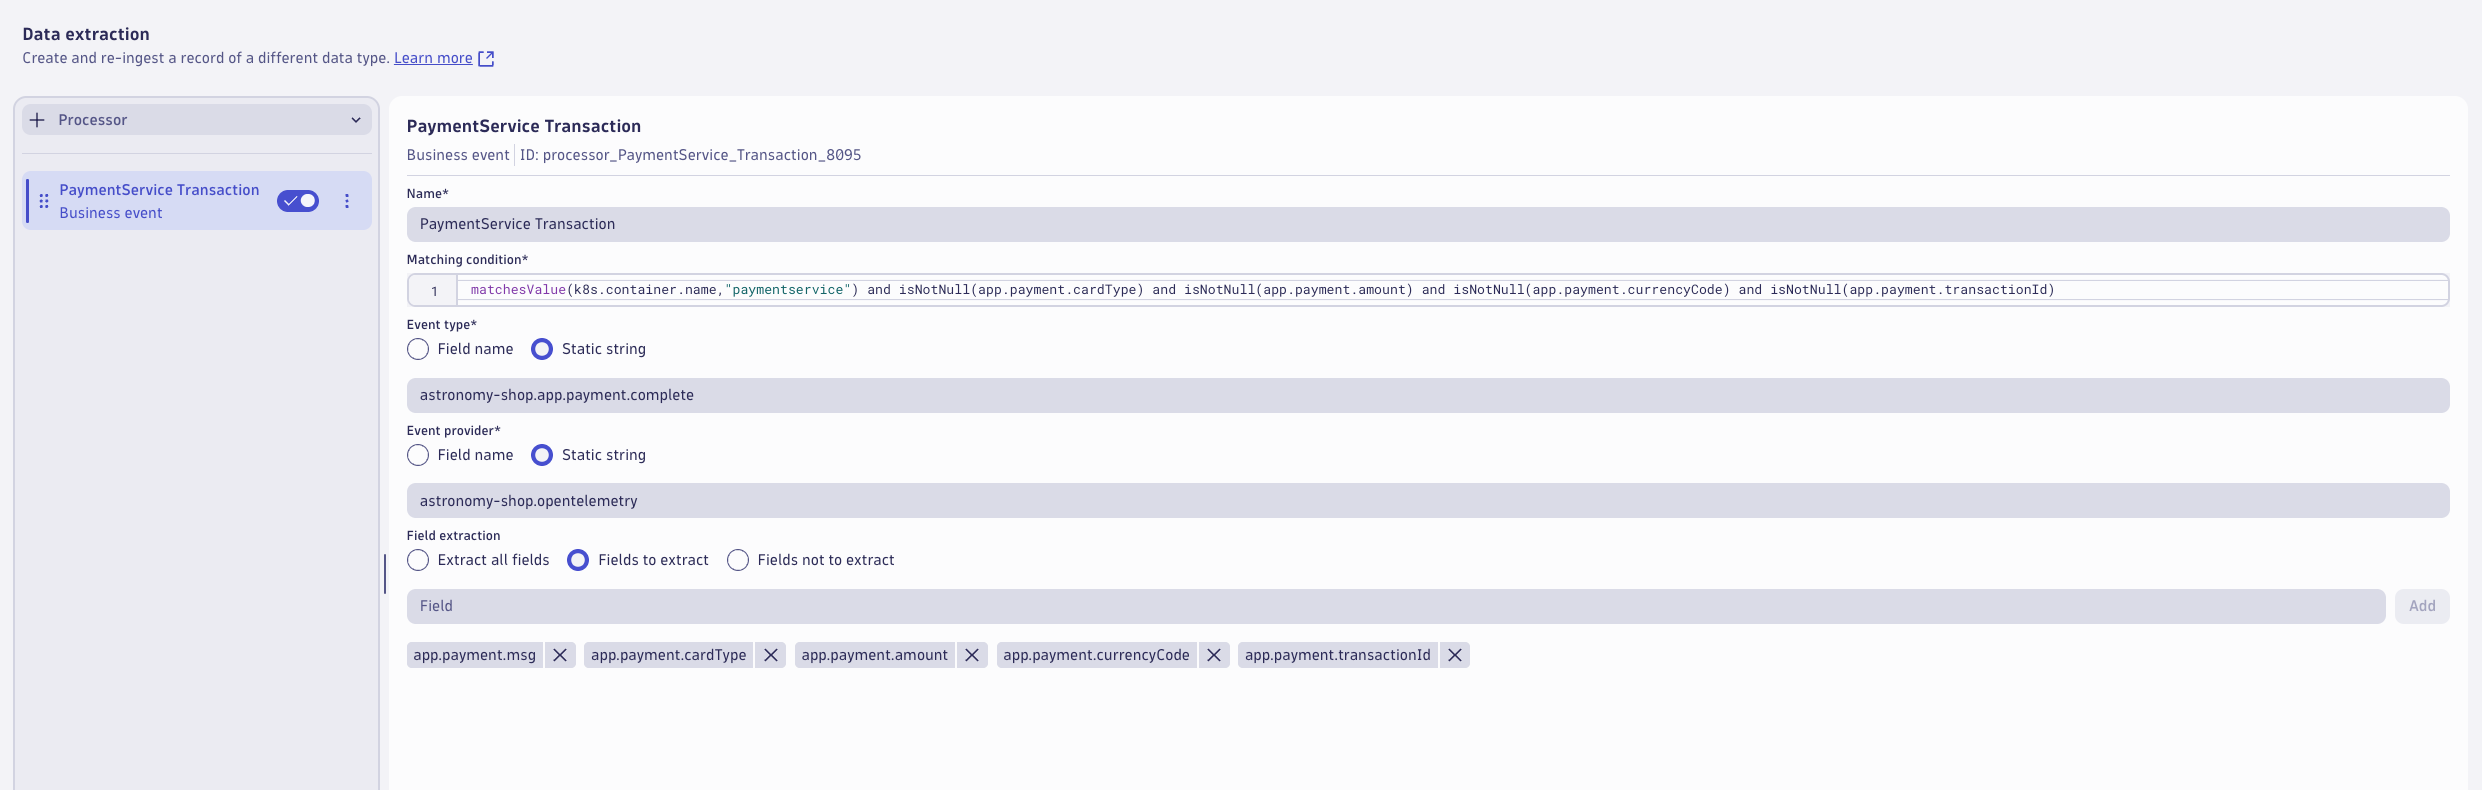 Data extraction
Create and re-ingest a record of a different data type. Learn more
Processor
PaymentService Transaction
Business event
PaymentService Transaction
Business event ID: processor_PaymentService_Transaction_8095
Name*
PaymentService Transaction
Matching condition*
1 matchesValue(k8s.container.name,"paymentservice") and isNotNull(app.payment.cardType) and isNotNull(app.payment.amount) and isNotNull(app.payment.currencyCode) and isNotNull(app.payment.transactionId)
Event type*
Field name Static string
astronomy-shop.app.payment.complete
Event provider*
Field name Static string
astronomy-shop.opentelemetry
Field extraction
Extract all fields Fields to extract Fields not to extract
Field Add
app.payment.msg app.payment.cardType app.payment.amount app.payment.currencyCode app.payment.transactionId